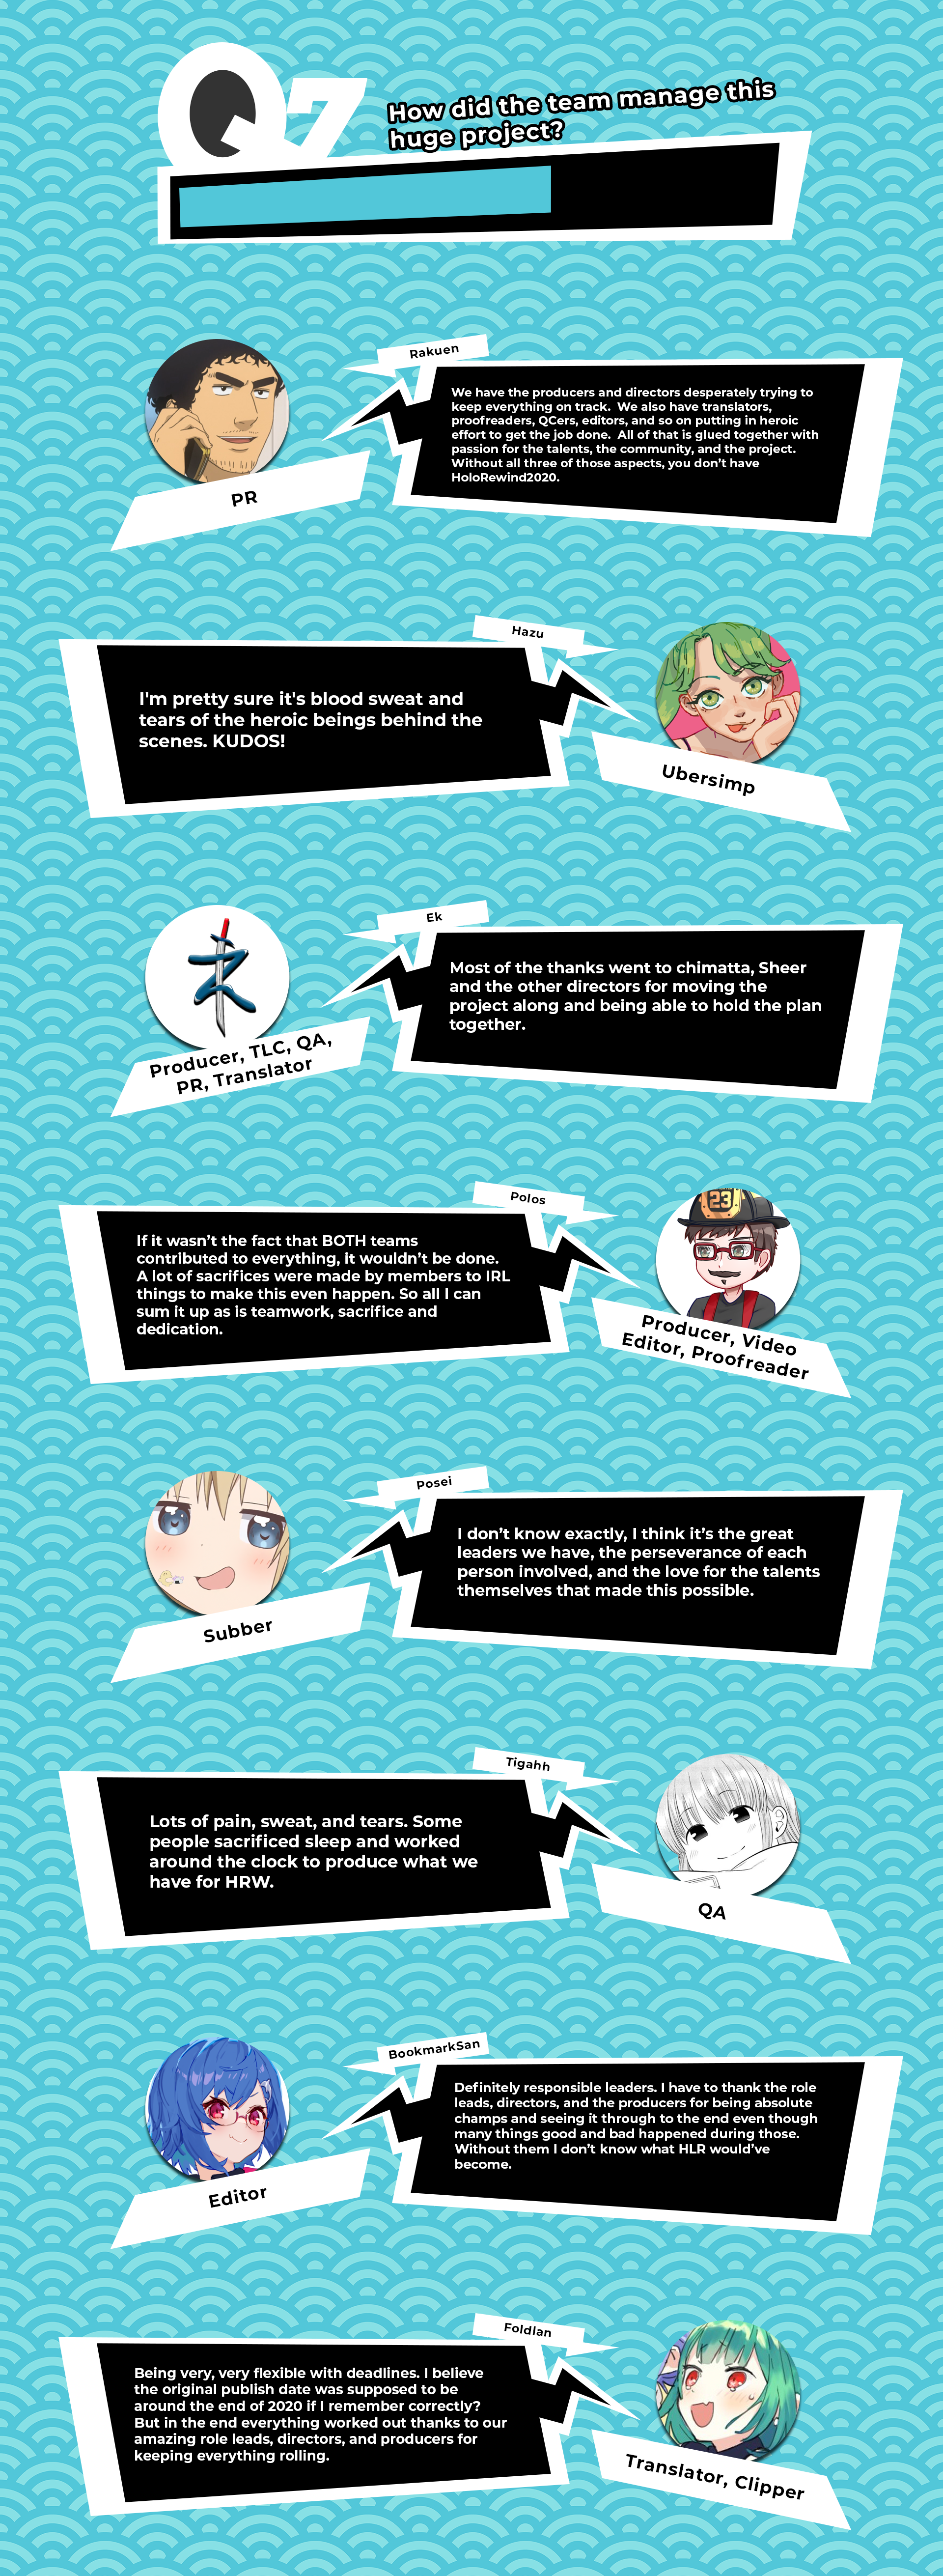 Q7
How did the team manage this
huge project?
Rakuen
We have the producers and directors desperately trying to
keep everything on track.  We also have translators,
proofreaders, QCers, editors, and so on putting in heroic
effort to get the job done.  All of that is glued together with
passion for the talents, the community, and the project.
Without all three of those aspects, you don’t have
HoloRewind2020.
PR
Hazu
I'm pretty sure it's blood sweat and
tears of the heroic beings behind the
scenes. KUDOS!
Ubersimp
Ek
Most of the thanks went to chimatta, Sheer
and the other directors for moving the
project along and being able to hold the plan
together.
Producer, TLC, QA,
PR, Translator
Polos
If it wasn’t the fact that BOTH teams
contributed to everything, it wouldn’t be done.
A lot of sacrifices were made by members to IRL
things to make this even happen. So all I can
sum it up as is teamwork, sacrifice and
dedication.
23
Producer, Video
Editor, Proofreader
Posei
I don’t know exactly, I think it’s the great
leaders we have, the perseverance of each
person involved, and the love for the talents
themselves that made this possible.
Subber
Tigahh
Lots of pain, sweat, and tears. Some
people sacrificed sleep and worked
around the clock to produce what we
have for HRW.
QA
BookmarkSan
Definitely responsible leaders. I have to thank the role
leads, directors, and the producers for being absolute
champs and seeing it through to the end even though
many things good and bad happened during those.
Without them I don’t know what HLR would’ve
become.
Editor
FoldIan
Being very, very flexible with deadlines. I believe
the original publish date was supposed to be
around the end of 2020 if I remember correctly?
But in the end everything worked out thanks to our
amazing role leads, directors, and producers for
keeping everything rolling.
Translator, Clipper